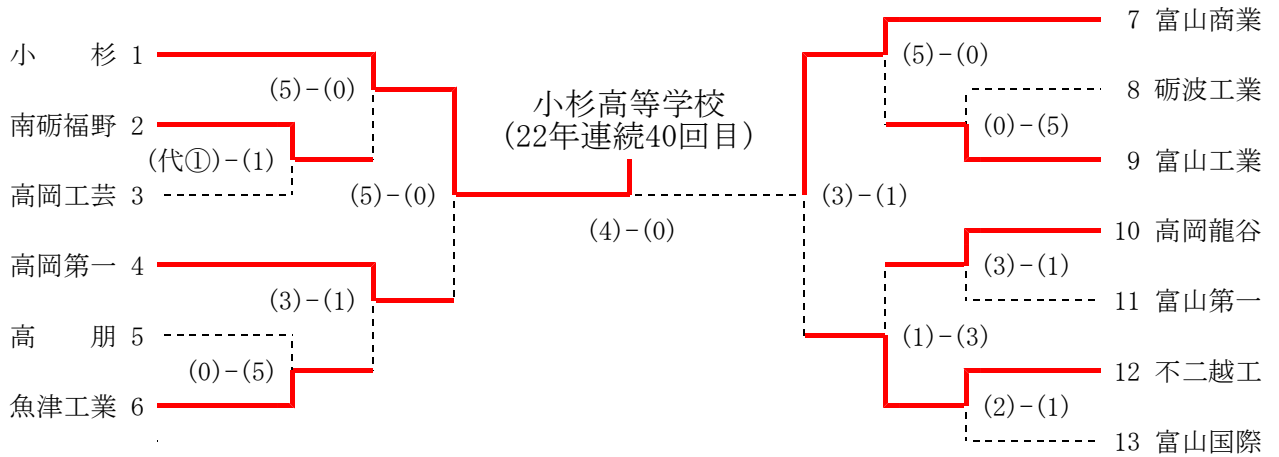 小　杉 1
(5)-(0)
南砺福野 2
(代①)-(1)
高岡工芸 3
(5)-(0)
高岡第一 4
(3)-(1)
高　朋 5
(0)-(5)
魚津工業 6
小杉高等学校
(22年連続40回目)
(4)-(0)
7 富山商業
(5)-(0)
8 砺波工業
(0)-(5)
9 富山工業
(3)-(1)
10 高岡龍谷
(3)-(1)
11 富山第一
(1)-(3)
12 不二越工
(2)-(1)
13 富山国際